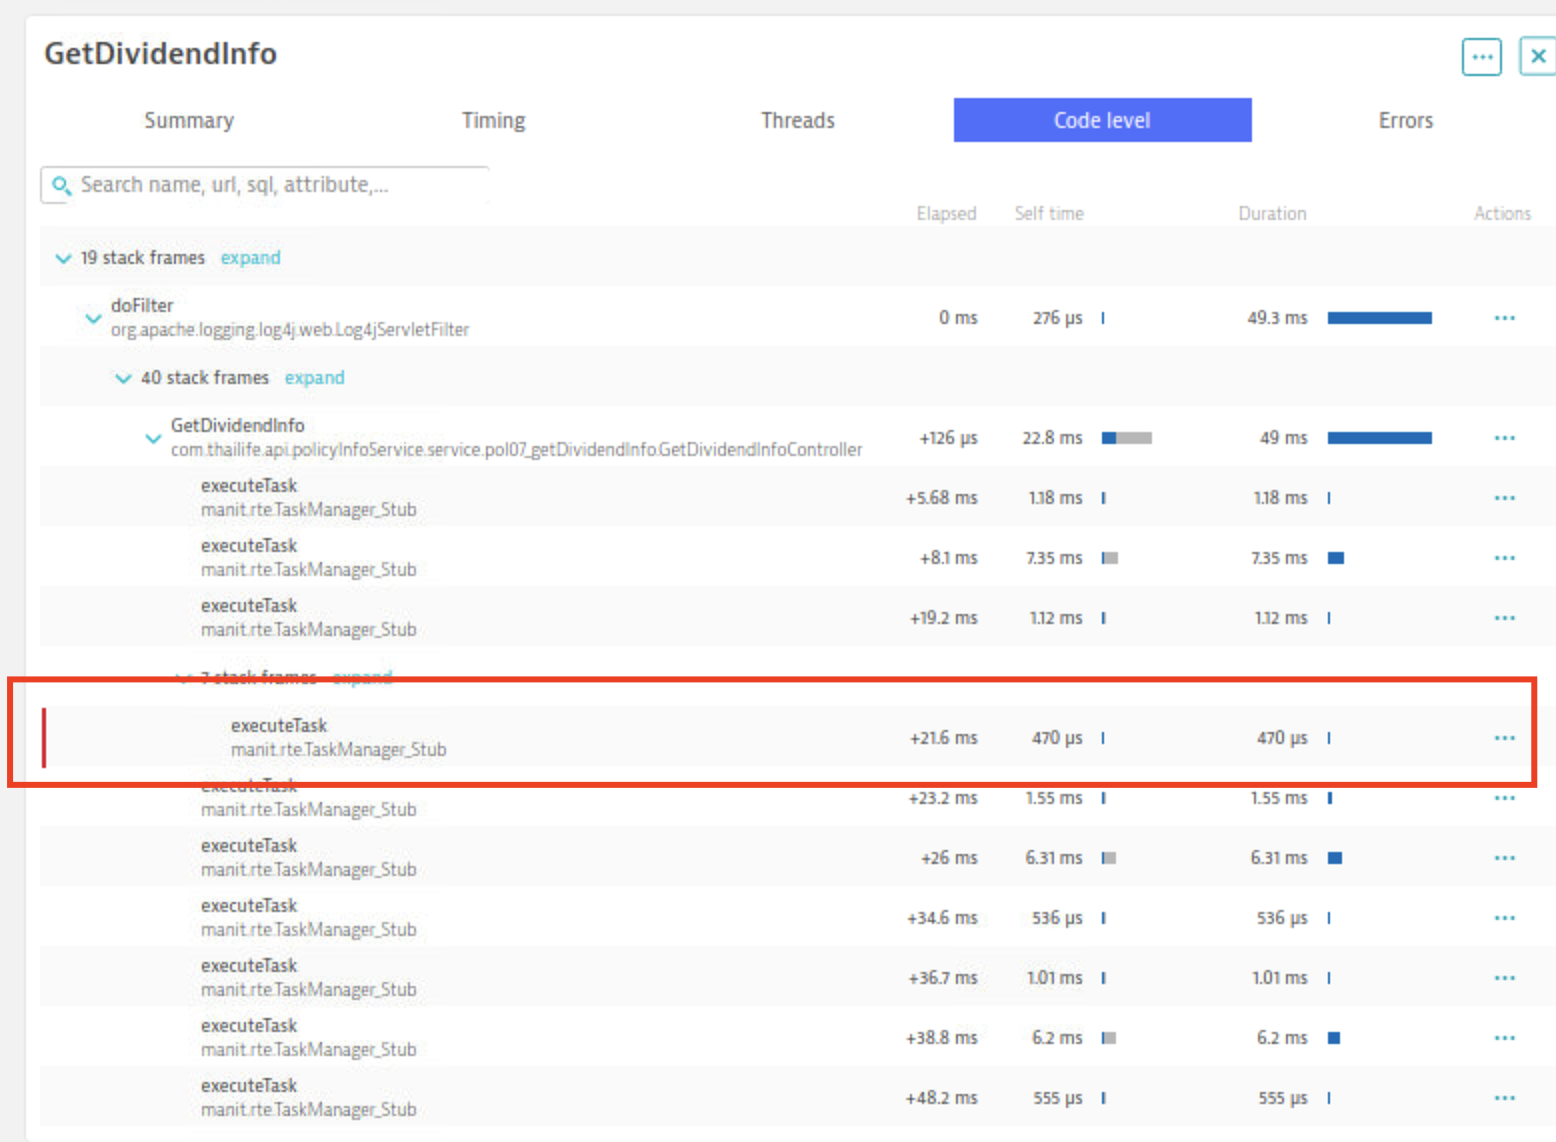 GetDividendInfo
Summary Timing Threads Code level Errors
Search name, url, sql, attribute,...
Elapsed Self time Duration Actions
19 stack frames expand
doFilter
org.apache.logging.log4j.web.Log4jServletFilter
0 ms 276 µs 49.3 ms
40 stack frames expand
GetDividendInfo
com.thailife.api.policyInfoService.service.pol07_getDividendInfo.GetDividendInfoController
+126 µs 22.8 ms 49 ms
executeTask
manit.rte.TaskManager_Stub
+5.68 ms 1.18 ms 1.18 ms
executeTask
manit.rte.TaskManager_Stub
+8.1 ms 7.35 ms 7.35 ms
executeTask
manit.rte.TaskManager_Stub
+19.2 ms 1.12 ms 1.12 ms
7 stack frames expand
executeTask
manit.rte.TaskManager_Stub
+21.6 ms 470 µs 470 µs
executeTask
manit.rte.TaskManager_Stub
+23.2 ms 1.55 ms 1.55 ms
executeTask
manit.rte.TaskManager_Stub
+26 ms 6.31 ms 6.31 ms
executeTask
manit.rte.TaskManager_Stub
+34.6 ms 536 µs 536 µs
executeTask
manit.rte.TaskManager_Stub
+36.7 ms 1.01 ms 1.01 ms
executeTask
manit.rte.TaskManager_Stub
+38.8 ms 6.2 ms 6.2 ms
executeTask
manit.rte.TaskManager_Stub
+48.2 ms 555 µs 555 µs